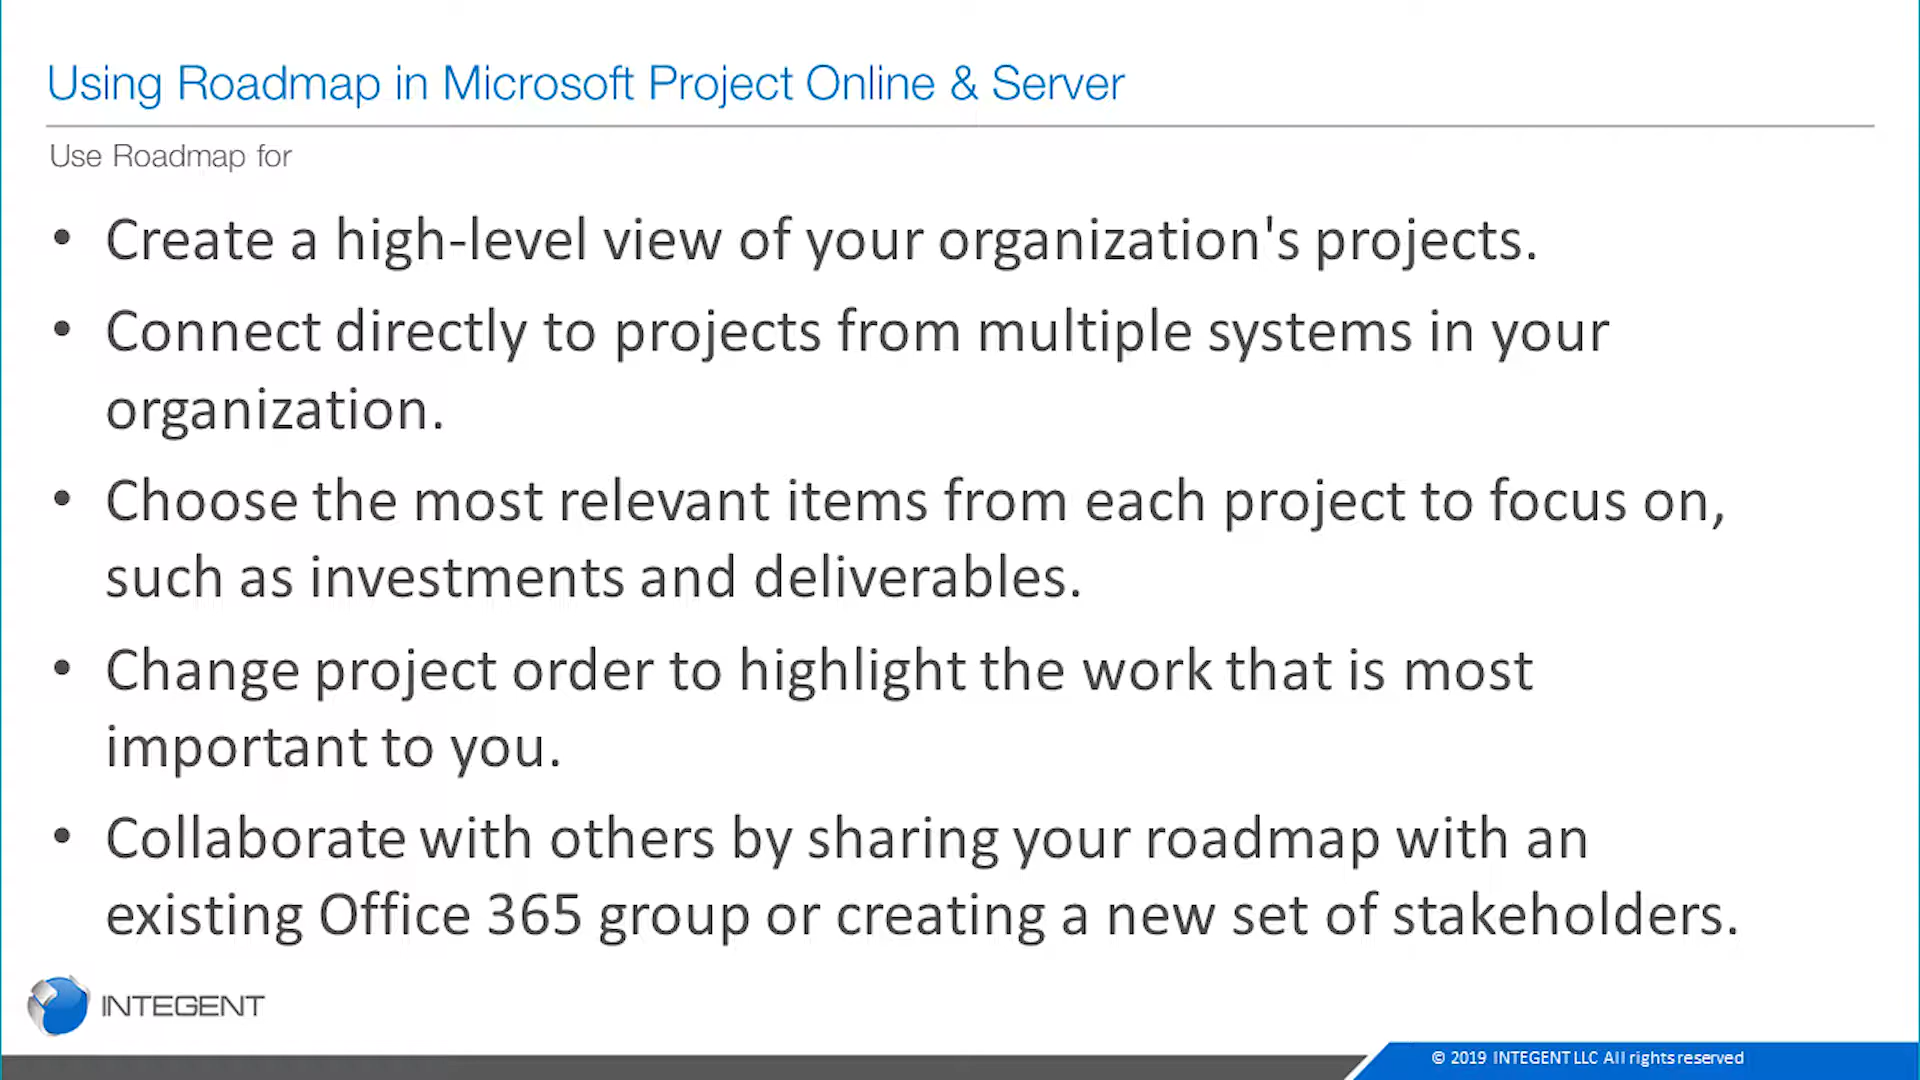 Using Roadmap in Microsoft Project Online & Server
Use Roadmap for
• Create a high-level view of your organization's projects.
• Connect directly to projects from multiple systems in your
organization.
• Choose the most relevant items from each project to focus on,
such as investments and deliverables.
• Change project order to highlight the work that is most
important to you.
• Collaborate with others by sharing your roadmap with an
existing Office 365 group or creating a new set of stakeholders.
INTEGENT
© 2019 INTEGENT LLC All rights reserved